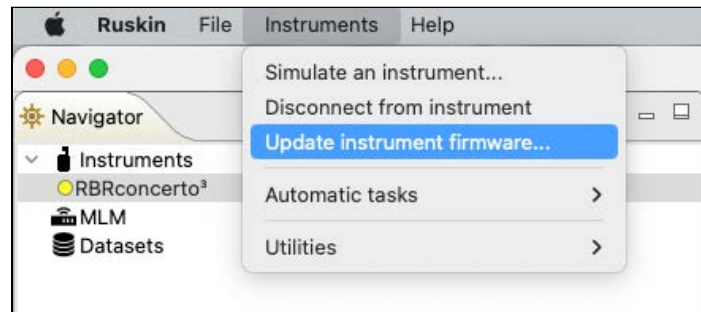 Ruskin File Instruments Help
Simulate an instrument...
Disconnect from instrument
Navigator
Update instrument firmware...
Instruments
RBRconcerto³
Automatic tasks
MLM
Datasets
Utilities